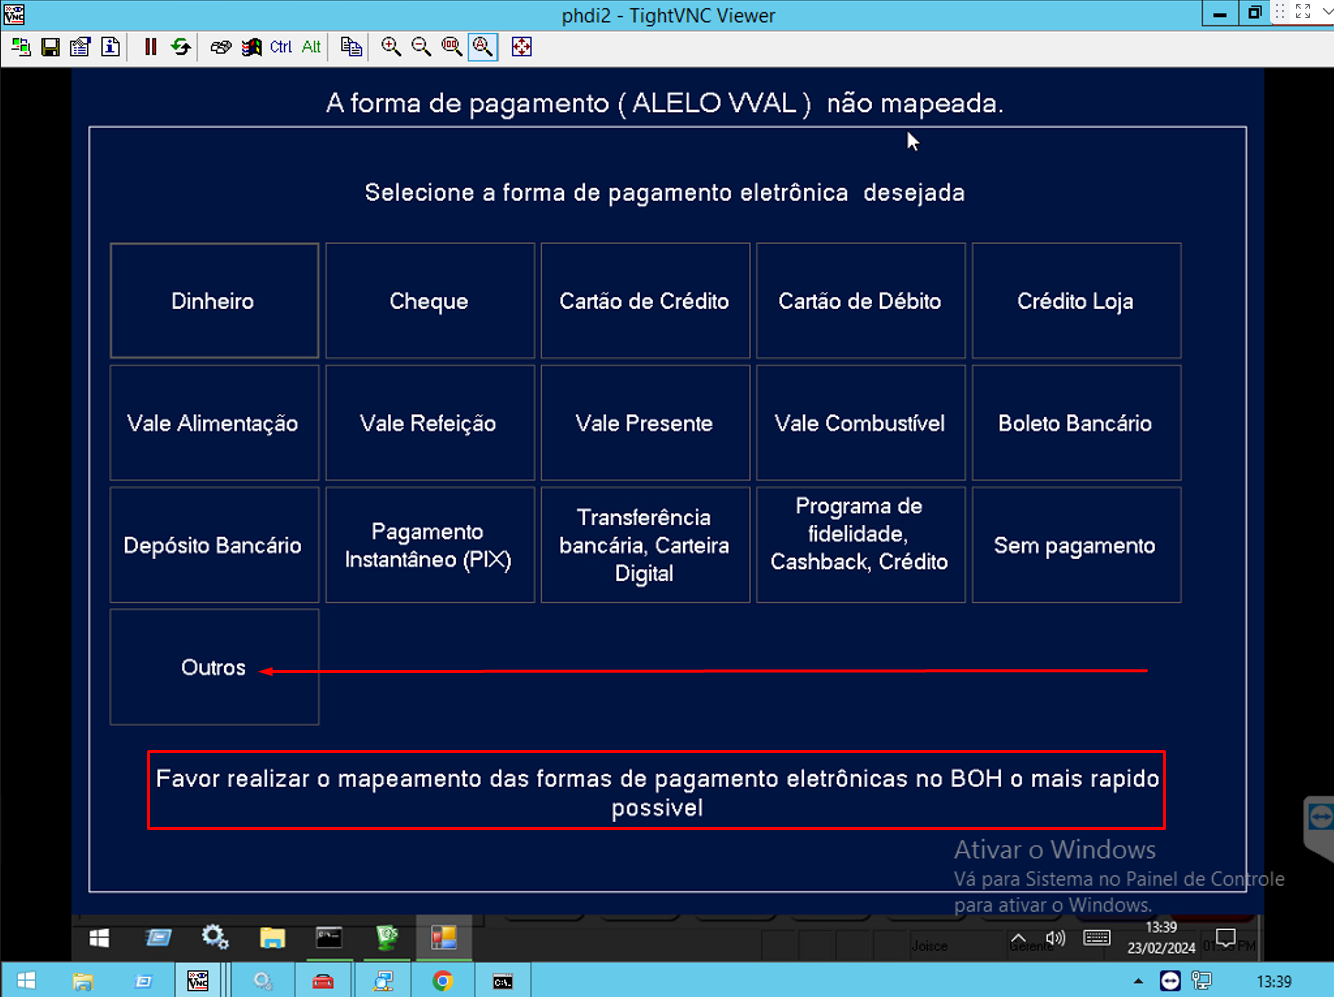 phdi2 - TightVNC Viewer
Ctrl Alt
A forma de pagamento ( ALELO VVAL )  não mapeada.
Selecione a forma de pagamento eletrônica  desejada
Dinheiro
Cheque
Cartão de Crédito
Cartão de Débito
Crédito Loja
Vale Alimentação
Vale Refeição
Vale Presente
Vale Combustível
Boleto Bancário
Depósito Bancário
Pagamento
Instantâneo (PIX)
Transferência
bancária, Carteira
Digital
Programa de
fidelidade,
Cashback, Crédito
Sem pagamento
Outros
Favor realizar o mapeamento das formas de pagamento eletrônicas no BOH o mais rapido
possivel
Ativar o Windows
Vá para Sistema no Painel de Controle
para ativar o Windows.
Joisce
Gerente
13:39
23/02/2024
PM
13:39